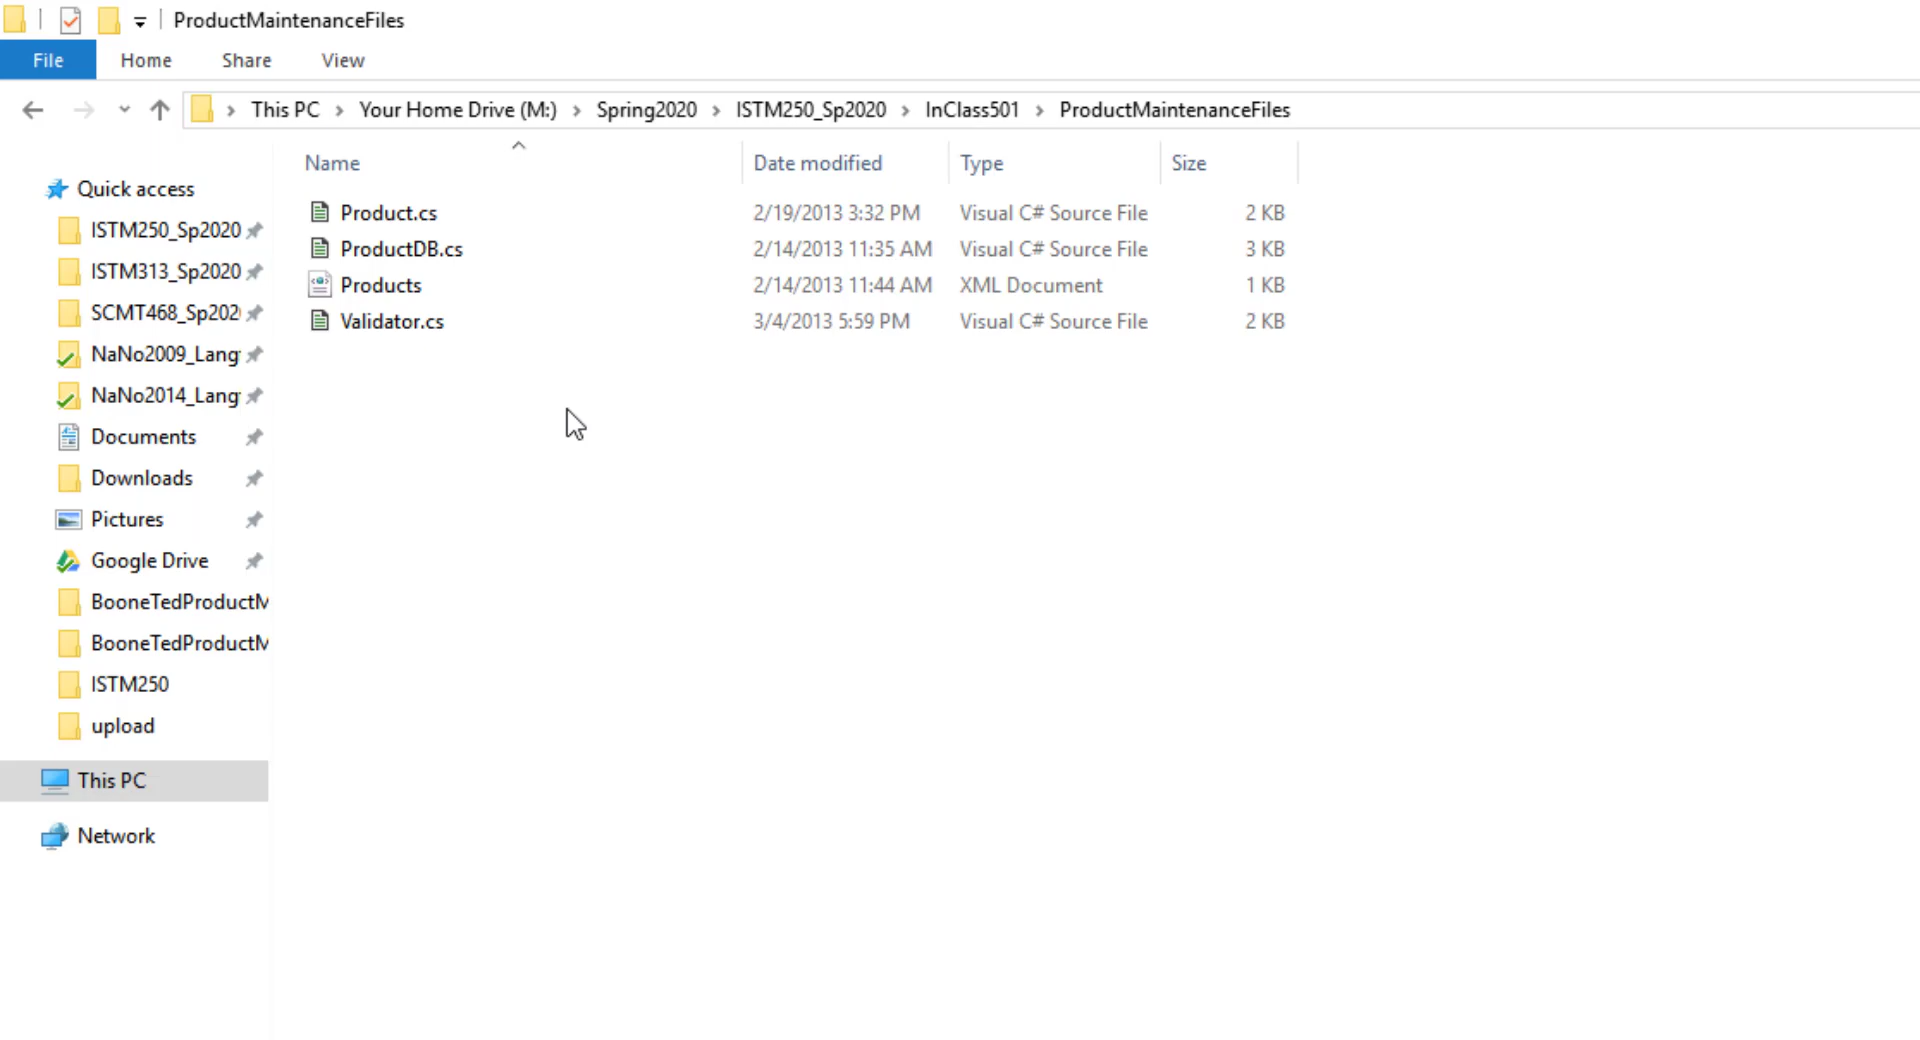 ProductMaintenanceFiles
File Home Share View
This PC Your Home Drive (M:) Spring2020 ISTM250_Sp2020 InClass501 ProductMaintenanceFiles
Name Date modified Type Size
Product.cs 2/19/2013 3:32 PM Visual C# Source File 2 KB
ProductDB.cs 2/14/2013 11:35 AM Visual C# Source File 3 KB
Products 2/14/2013 11:44 AM XML Document 1 KB
Validator.cs 3/4/2013 5:59 PM Visual C# Source File 2 KB
Quick access
ISTM250_Sp2020
ISTM313_Sp2020
SCMT468_Sp202
NaNo2009_Lang
NaNo2014_Lang
Documents
Downloads
Pictures
Google Drive
BooneTedProductM
BooneTedProductM
ISTM250
upload
This PC
Network